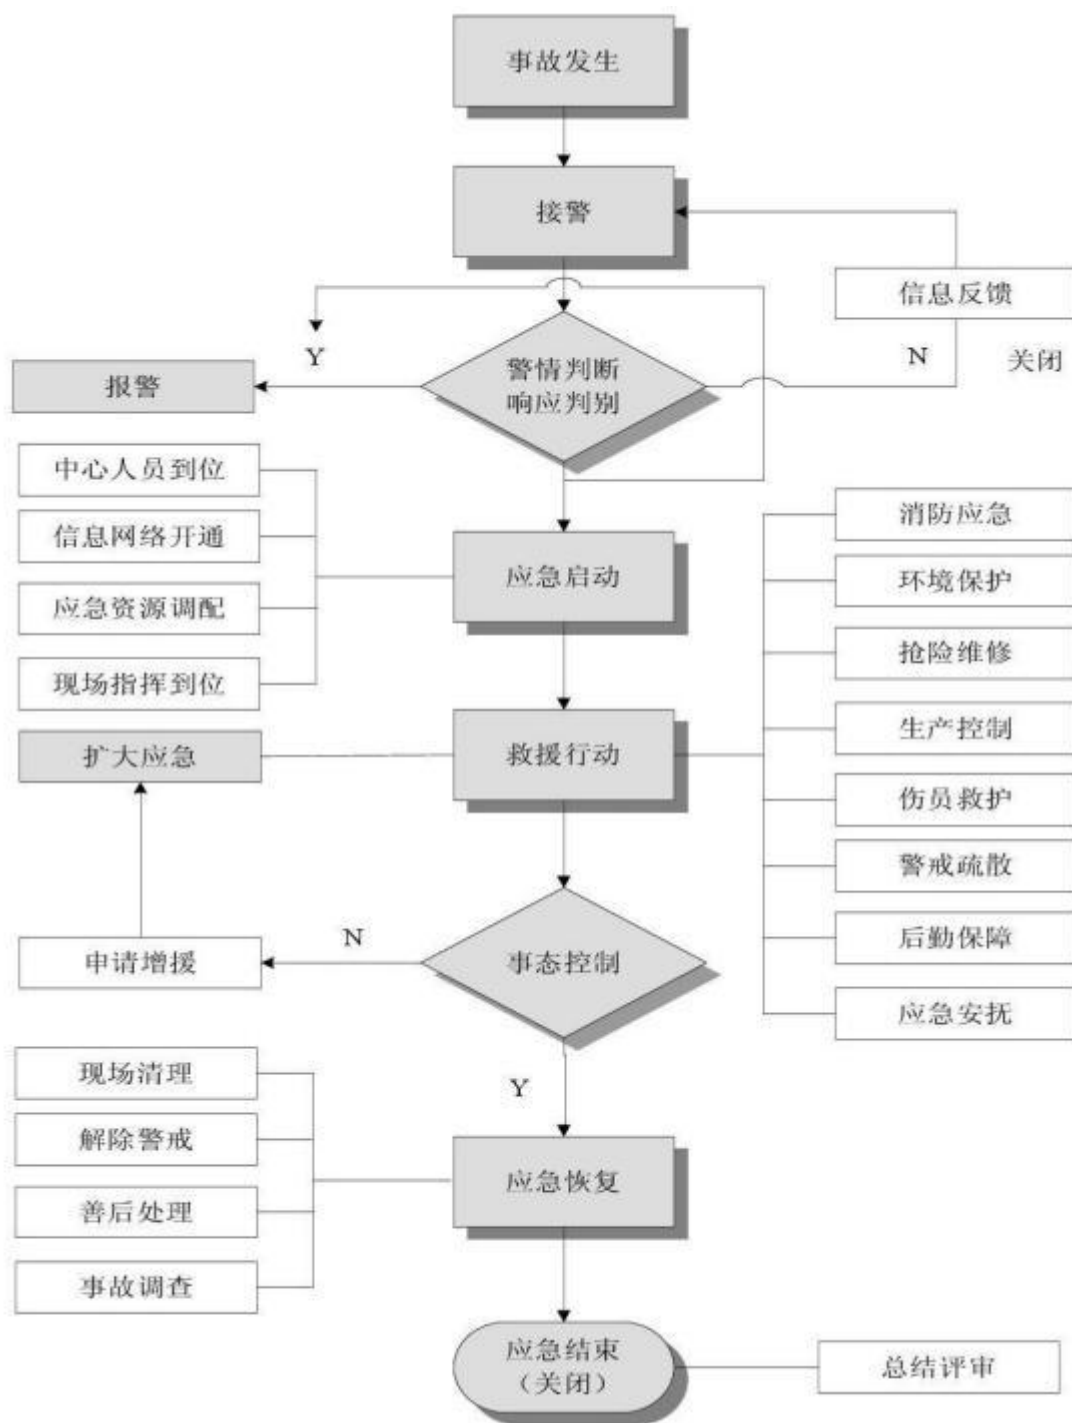 事故发生
接警
信息反馈
Y
N
关闭
报警
警情判断
响应判别
中心人员到位
信息网络开通
应急资源调配
现场指挥到位
应急启动
消防应急
环境保护
抢险维修
生产控制
伤员救护
警戒疏散
后勤保障
应急安抚
扩大应急
救援行动
申请增援
N
事态控制
Y
现场清理
解除警戒
善后处理
事故调查
应急恢复
应急结束
（关闭）
总结评审